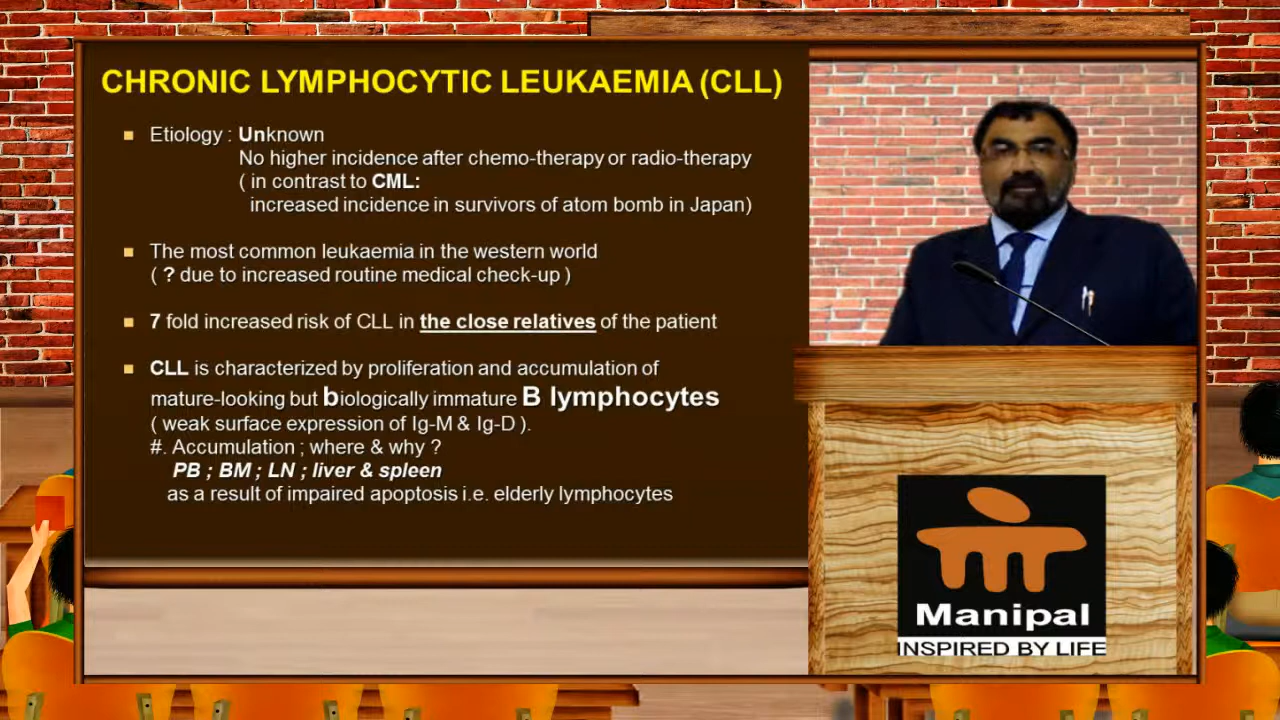 CHRONIC LYMPHOCYTIC LEUKAEMIA (CLL)
Etiology : Unknown
No higher incidence after chemo-therapy or radio-therapy
( in contrast to CML:
increased incidence in survivors of atom bomb in Japan)
The most common leukaemia in the western world
( ? due to increased routine medical check-up )
7 fold increased risk of CLL in the close relatives of the patient
CLL is characterized by proliferation and accumulation of
mature-looking but biologically immature B lymphocytes
( weak surface expression of Ig-M & Ig-D ).
#. Accumulation ; where & why ?
PB ; BM ; LN ; liver & spleen
as a result of impaired apoptosis i.e. elderly lymphocytes
Manipal
INSPIRED BY LIFE